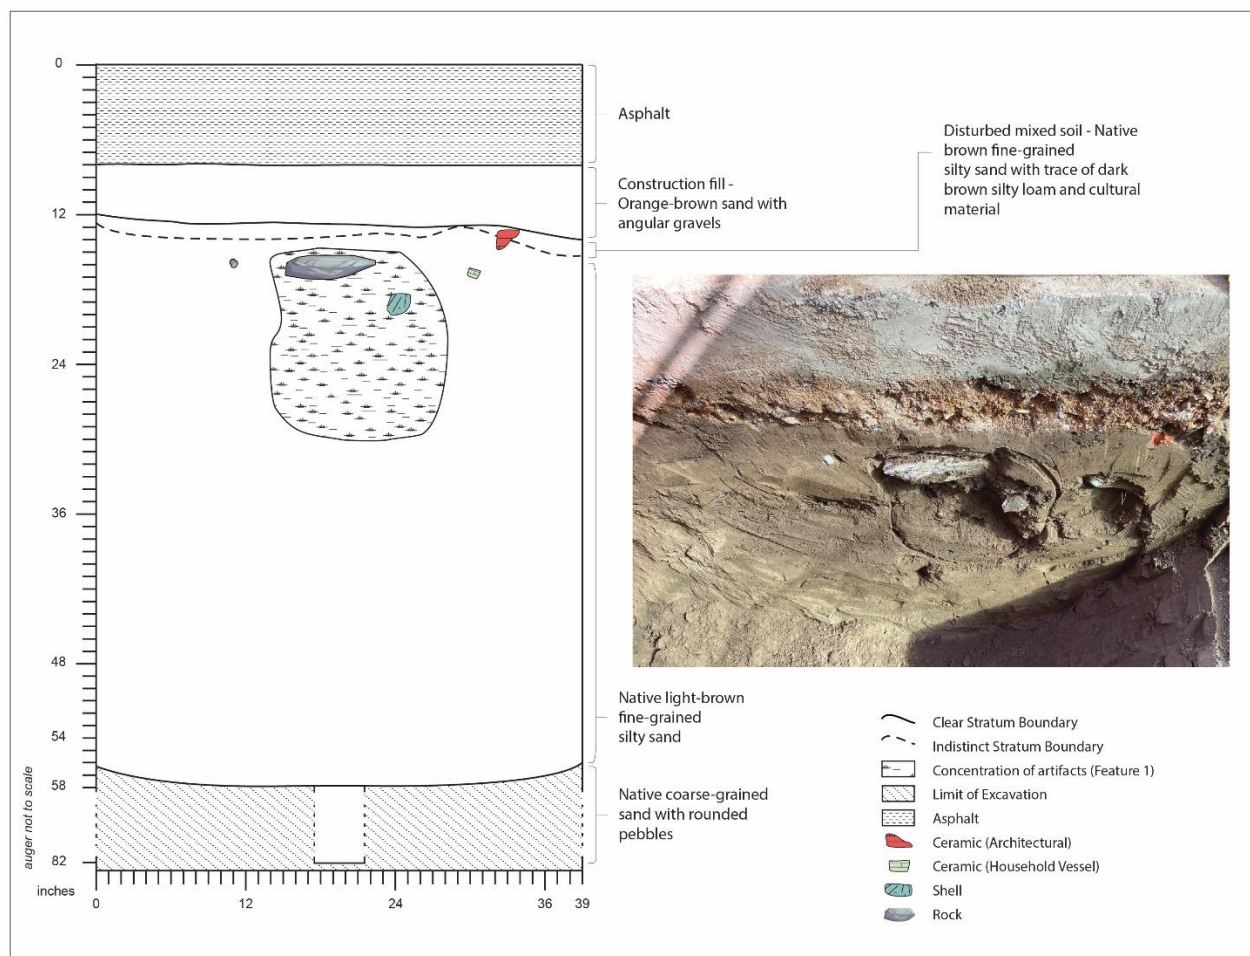 0
12
24
36
48
54
58
82
auger not to scale
inches
0
12
24
36
39
Asphalt
Construction fill -
Orange-brown sand with
angular gravels
Disturbed mixed soil - Native
brown fine-grained
silty sand with trace of dark
brown silty loam and cultural
material
Native light-brown
fine-grained
silty sand
Native coarse-grained
sand with rounded
pebbles
Clear Stratum Boundary
Indistinct Stratum Boundary
Concentration of artifacts (Feature 1)
Limit of Excavation
Asphalt
Ceramic (Architectural)
Ceramic (Household Vessel)
Shell
Rock